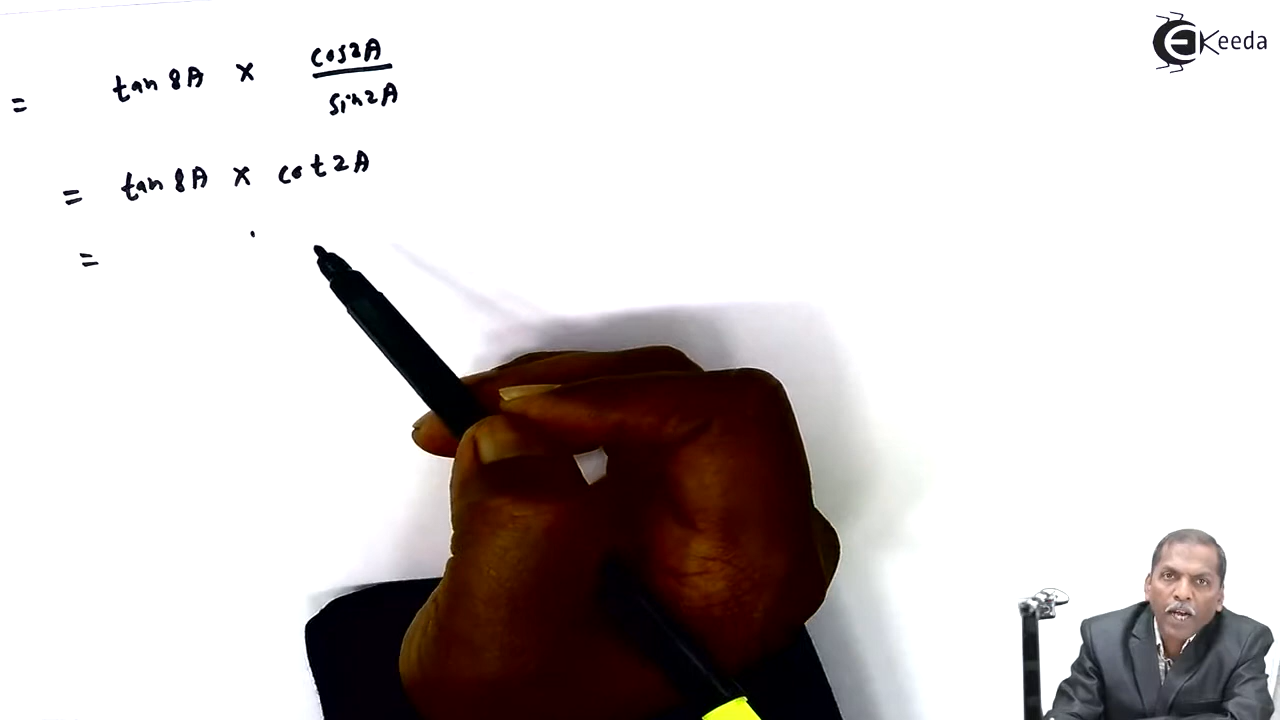 EKeeda
= tan 8A × cos2A / sin2A
= tan 8A × cot 2A
=